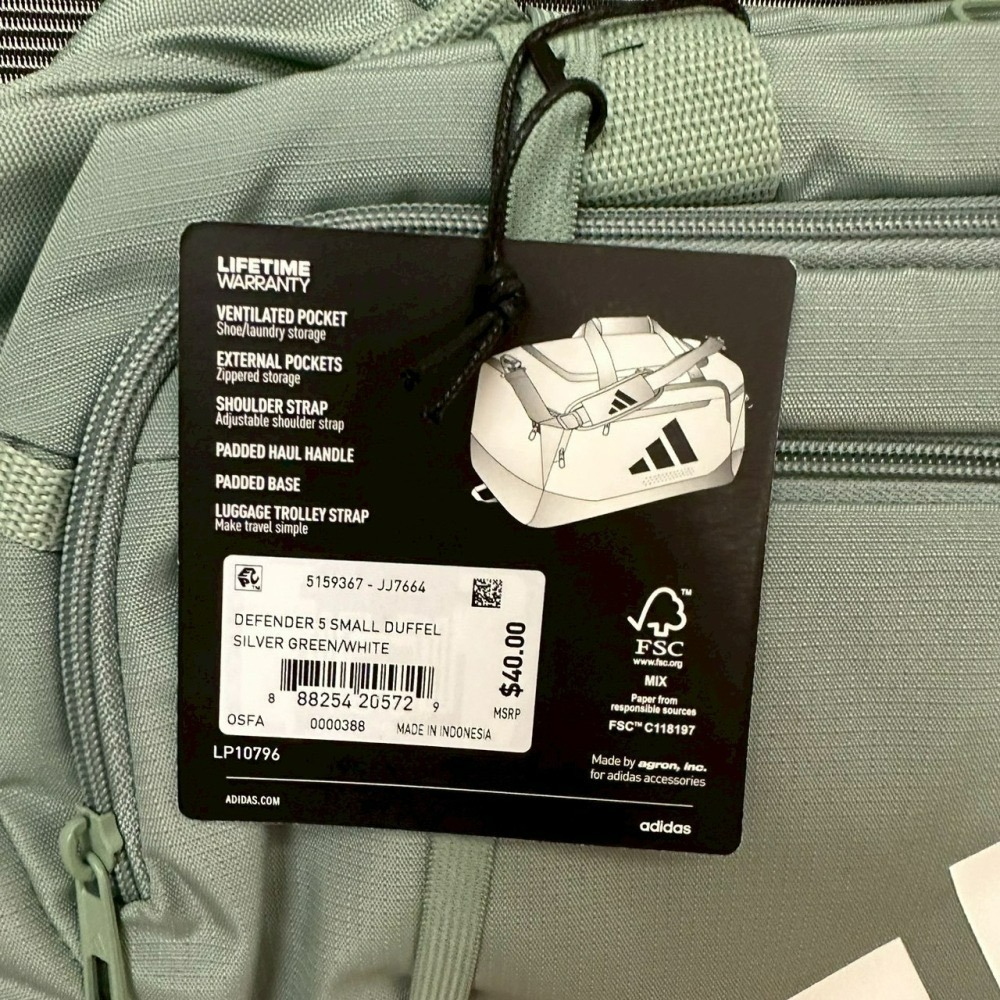 LIFETIME
WARRANTY
VENTILATED POCKET
Shoe/laundry storage
EXTERNAL POCKETS
Zippered storage
SHOULDER STRAP
Adjustable shoulder strap
PADDED HAUL HANDLE
PADDED BASE
LUGGAGE TROLLEY STRAP
Make travel simple
5159367 - JJ7664
DEFENDER 5 SMALL DUFFEL
SILVER GREEN/WHITE
8 88254 20572 9
OSFA 0000388 MADE IN INDONESIA
$40.00
MSRP
LP10796
FSC
www.fsc.org
MIX
Paper from
responsible sources
FSC™ C118197
Made by agron, inc.
for adidas accessories
ADIDAS.COM
adidas